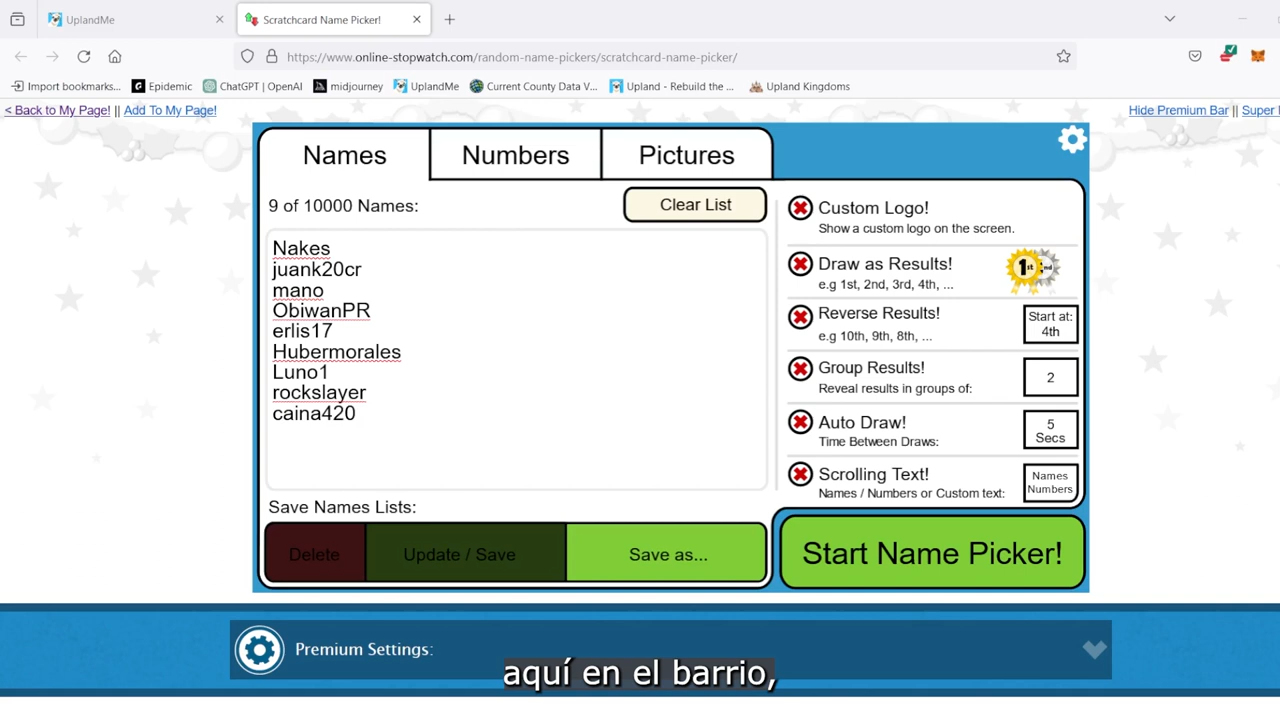 UplandMe
Scratchcard Name Picker!
https://www.online-stopwatch.com/random-name-pickers/scratchcard-name-picker/
Import bookmarks...
Epidemic
ChatGPT | OpenAI
midjourney
UplandMe
Current County Data V...
Upland - Rebuild the ...
Upland Kingdoms
< Back to My Page! || Add To My Page!
Hide Premium Bar || Super
Names
Numbers
Pictures
9 of 10000 Names:
Clear List
Nakes
juank20cr
mano
ObiwanPR
erlis17
Hubermorales
Luno1
rockslayer
caina420
Custom Logo!
Show a custom logo on the screen.
Draw as Results!
e.g 1st, 2nd, 3rd, 4th, ...
1st
2nd
Reverse Results!
e.g 10th, 9th, 8th, ...
Start at:
4th
Group Results!
Reveal results in groups of:
2
Auto Draw!
Time Between Draws:
5
Secs
Scrolling Text!
Names / Numbers or Custom text:
Names
Numbers
Save Names Lists:
Delete
Update / Save
Save as...
Start Name Picker!
Premium Settings:
aquí en el barrio,